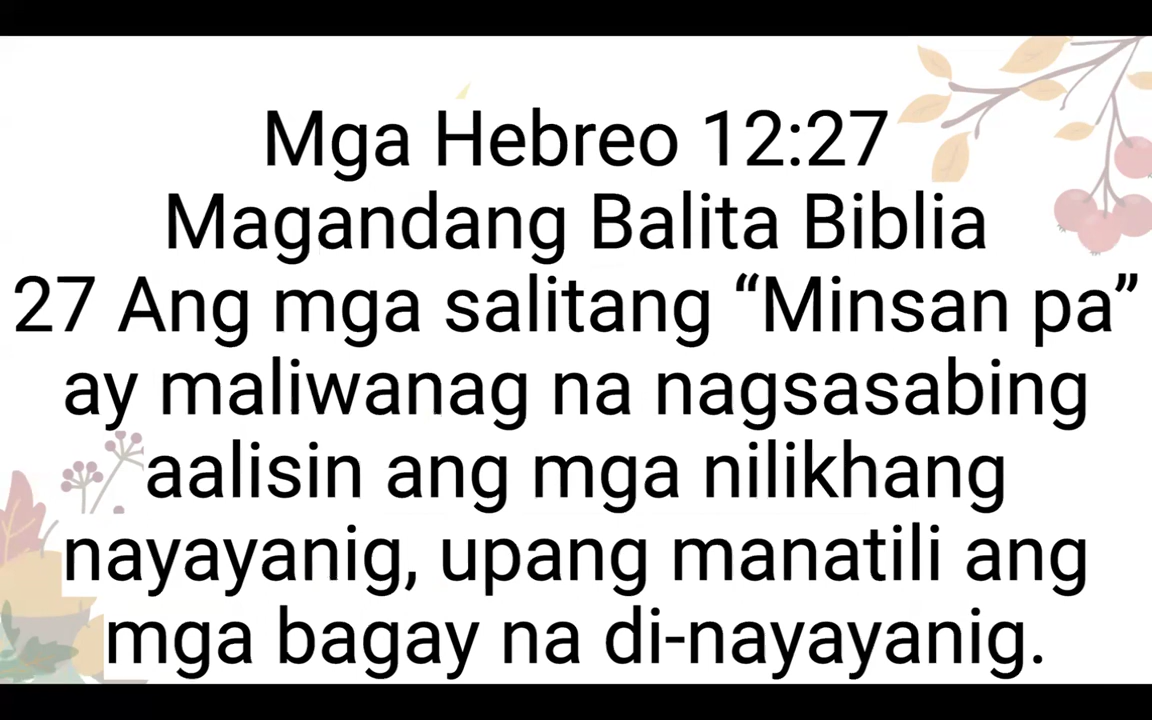 Mga Hebreo 12:27
Magandang Balita Biblia
27 Ang mga salitang “Minsan pa”
ay maliwanag na nagsasabing
aalisin ang mga nilikhang
nayayanig, upang manatili ang
mga bagay na di-nayayanig.